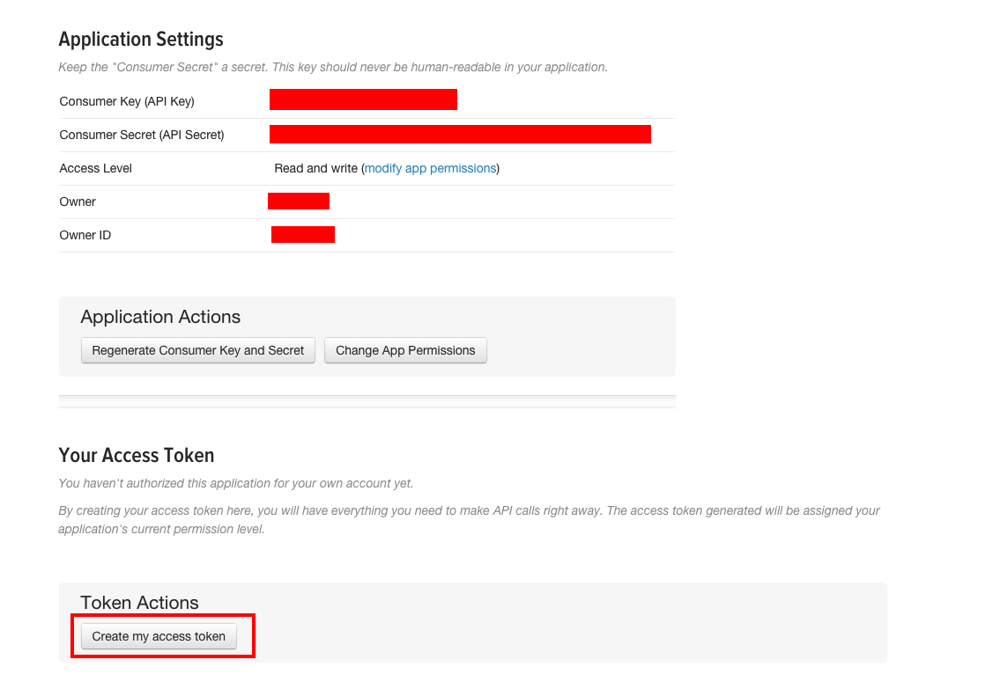 Application Settings
Keep the "Consumer Secret" a secret. This key should never be human-readable in your application.
Consumer Key (API Key)
Consumer Secret (API Secret)
Access Level Read and write (modify app permissions)
Owner
Owner ID
Application Actions
Regenerate Consumer Key and Secret Change App Permissions
Your Access Token
You haven't authorized this application for your own account yet.
By creating your access token here, you will have everything you need to make API calls right away. The access token generated will be assigned your
application's current permission level.
Token Actions
Create my access token